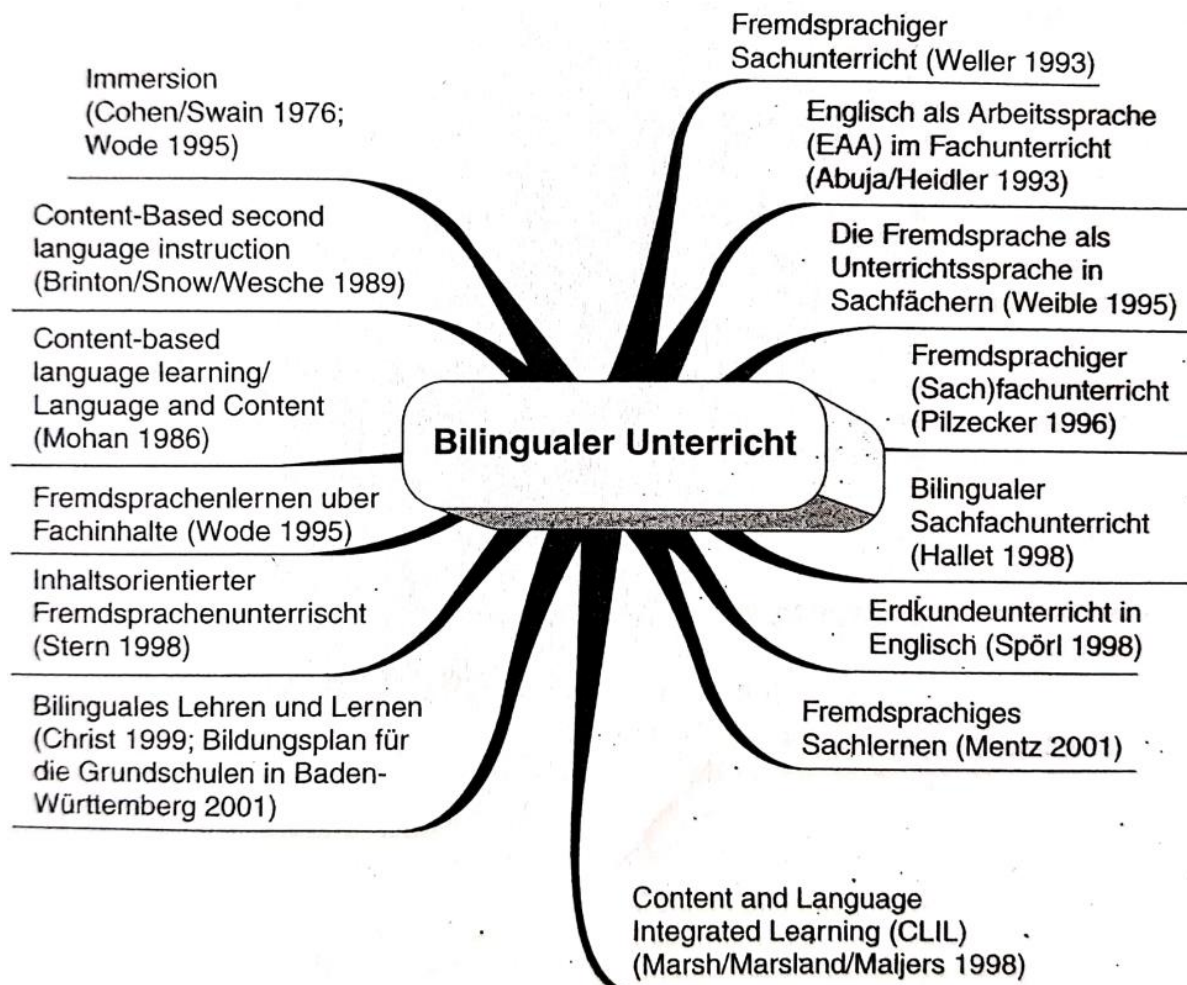 Immersion
(Cohen/Swain 1976;
Wode 1995)
Content-Based second
language instruction
(Brinton/Snow/Wesche 1989)
Content-based
language learning/
Language and Content
(Mohan 1986)
Fremdsprachenlernen uber
Fachinhalte (Wode 1995)
Inhaltsorientierter
Fremdsprachenunterrischt
(Stern 1998)
Bilinguales Lehren und Lernen
(Christ 1999; Bildungsplan für
die Grundschulen in Baden-
Württemberg 2001)
Bilingualer Unterricht
Fremdsprachiger
Sachunterricht (Weller 1993)
Englisch als Arbeitssprache
(EAA) im Fachunterricht
(Abuja/Heidler 1993)
Die Fremdsprache als
Unterrichtssprache in
Sachfächern (Weible 1995)
Fremdsprachiger
(Sach)fachunterricht
(Pilzecker 1996)
Bilingualer
Sachfachunterricht
(Hallet 1998)
Erdkundeunterricht in
Englisch (Spörl 1998)
Fremdsprachiges
Sachlernen (Mentz 2001)
Content and Language
Integrated Learning (CLIL)
(Marsh/Marsland/Maljers 1998)